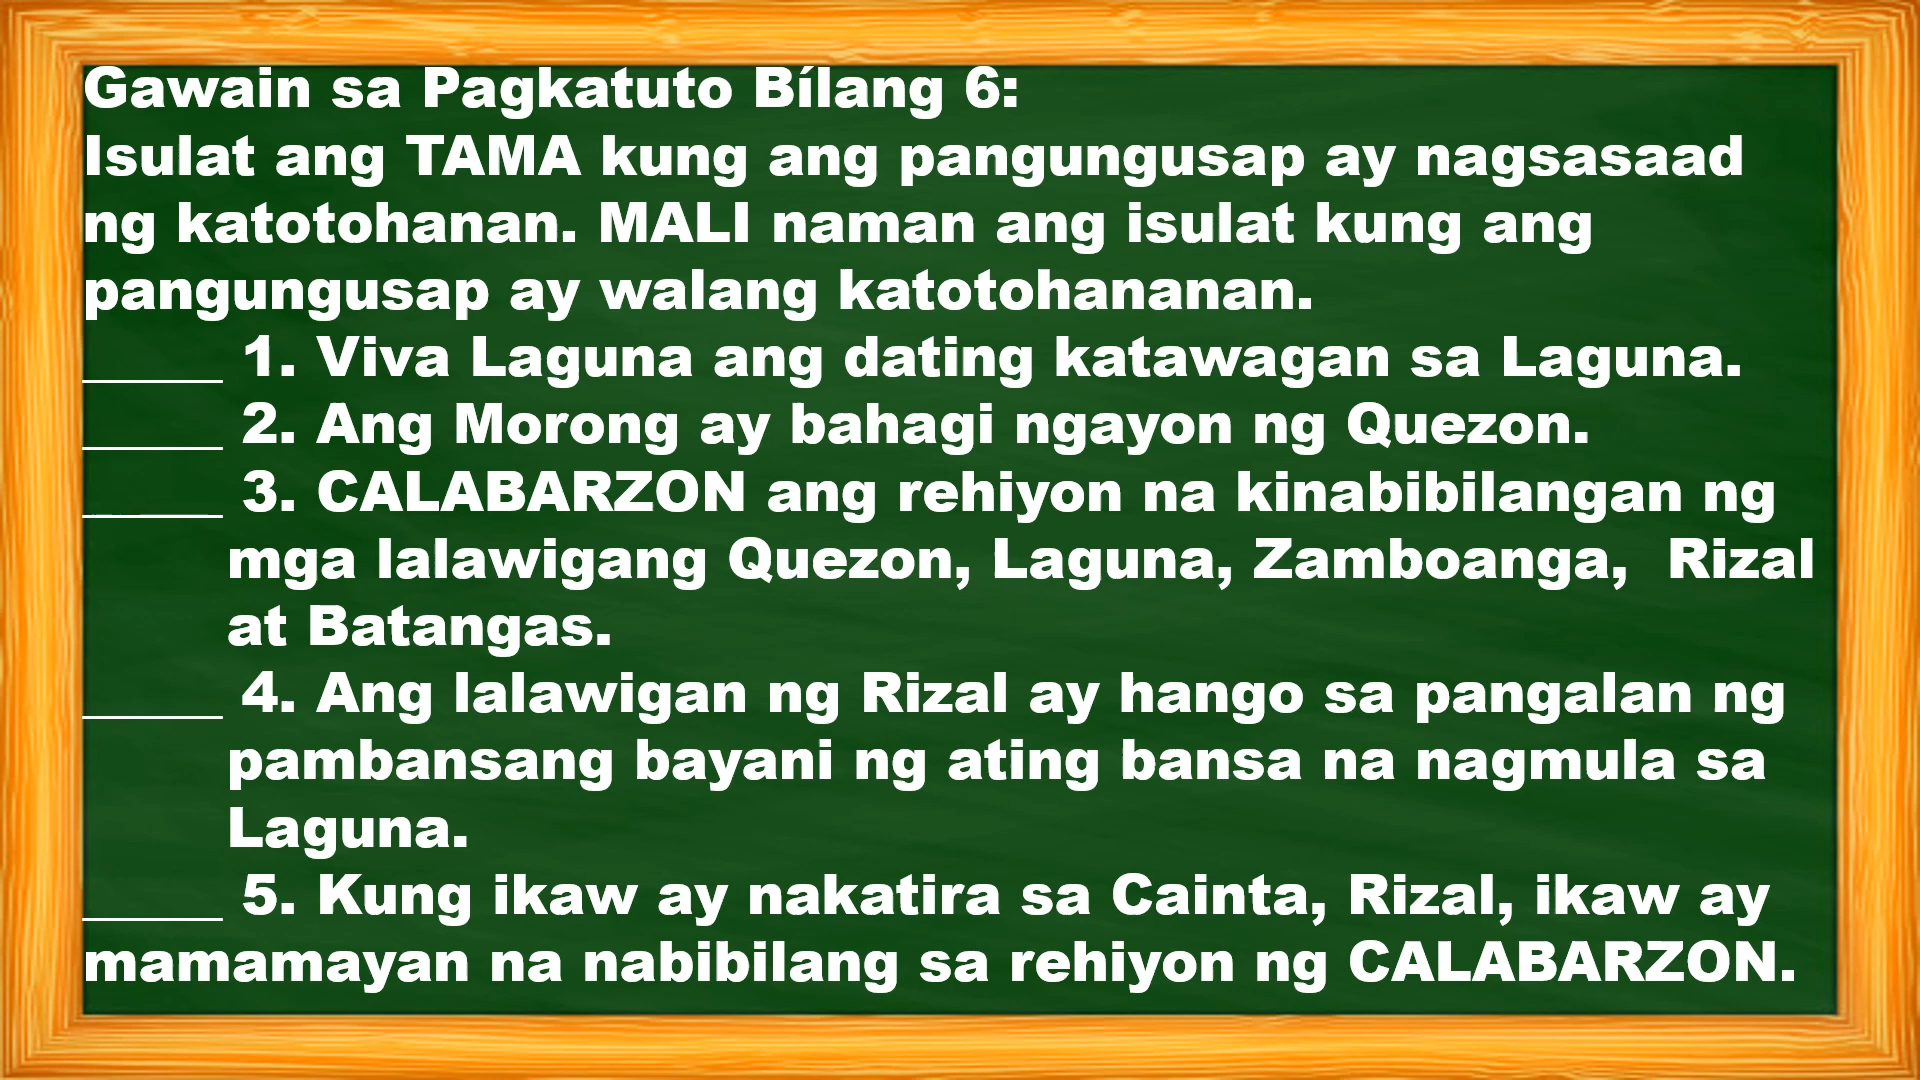 Gawain sa Pagkatuto Bílang 6:
Isulat ang TAMA kung ang pangungusap ay nagsasaad
ng katotohanan. MALI naman ang isulat kung ang
pangungusap ay walang katotohananan.
_____ 1. Viva Laguna ang dating katawagan sa Laguna.
_____ 2. Ang Morong ay bahagi ngayon ng Quezon.
_____ 3. CALABARZON ang rehiyon na kinabibilangan ng
mga lalawigang Quezon, Laguna, Zamboanga, Rizal
at Batangas.
_____ 4. Ang lalawigan ng Rizal ay hango sa pangalan ng
pambansang bayani ng ating bansa na nagmula sa
Laguna.
_____ 5. Kung ikaw ay nakatira sa Cainta, Rizal, ikaw ay
mamamayan na nabibilang sa rehiyon ng CALABARZON.